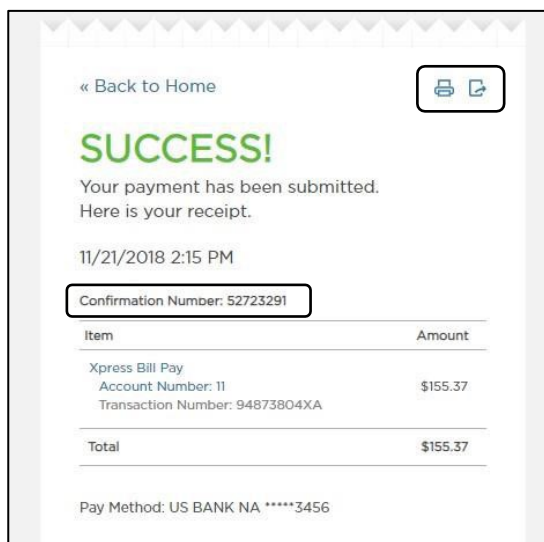 « Back to Home
SUCCESS!
Your payment has been submitted.
Here is your receipt.
11/21/2018 2:15 PM
Confirmation Number: 52723291
Item Amount
Xpress Bill Pay
Account Number: 11 $155.37
Transaction Number: 94873804XA
Total $155.37
Pay Method: US BANK NA *****3456